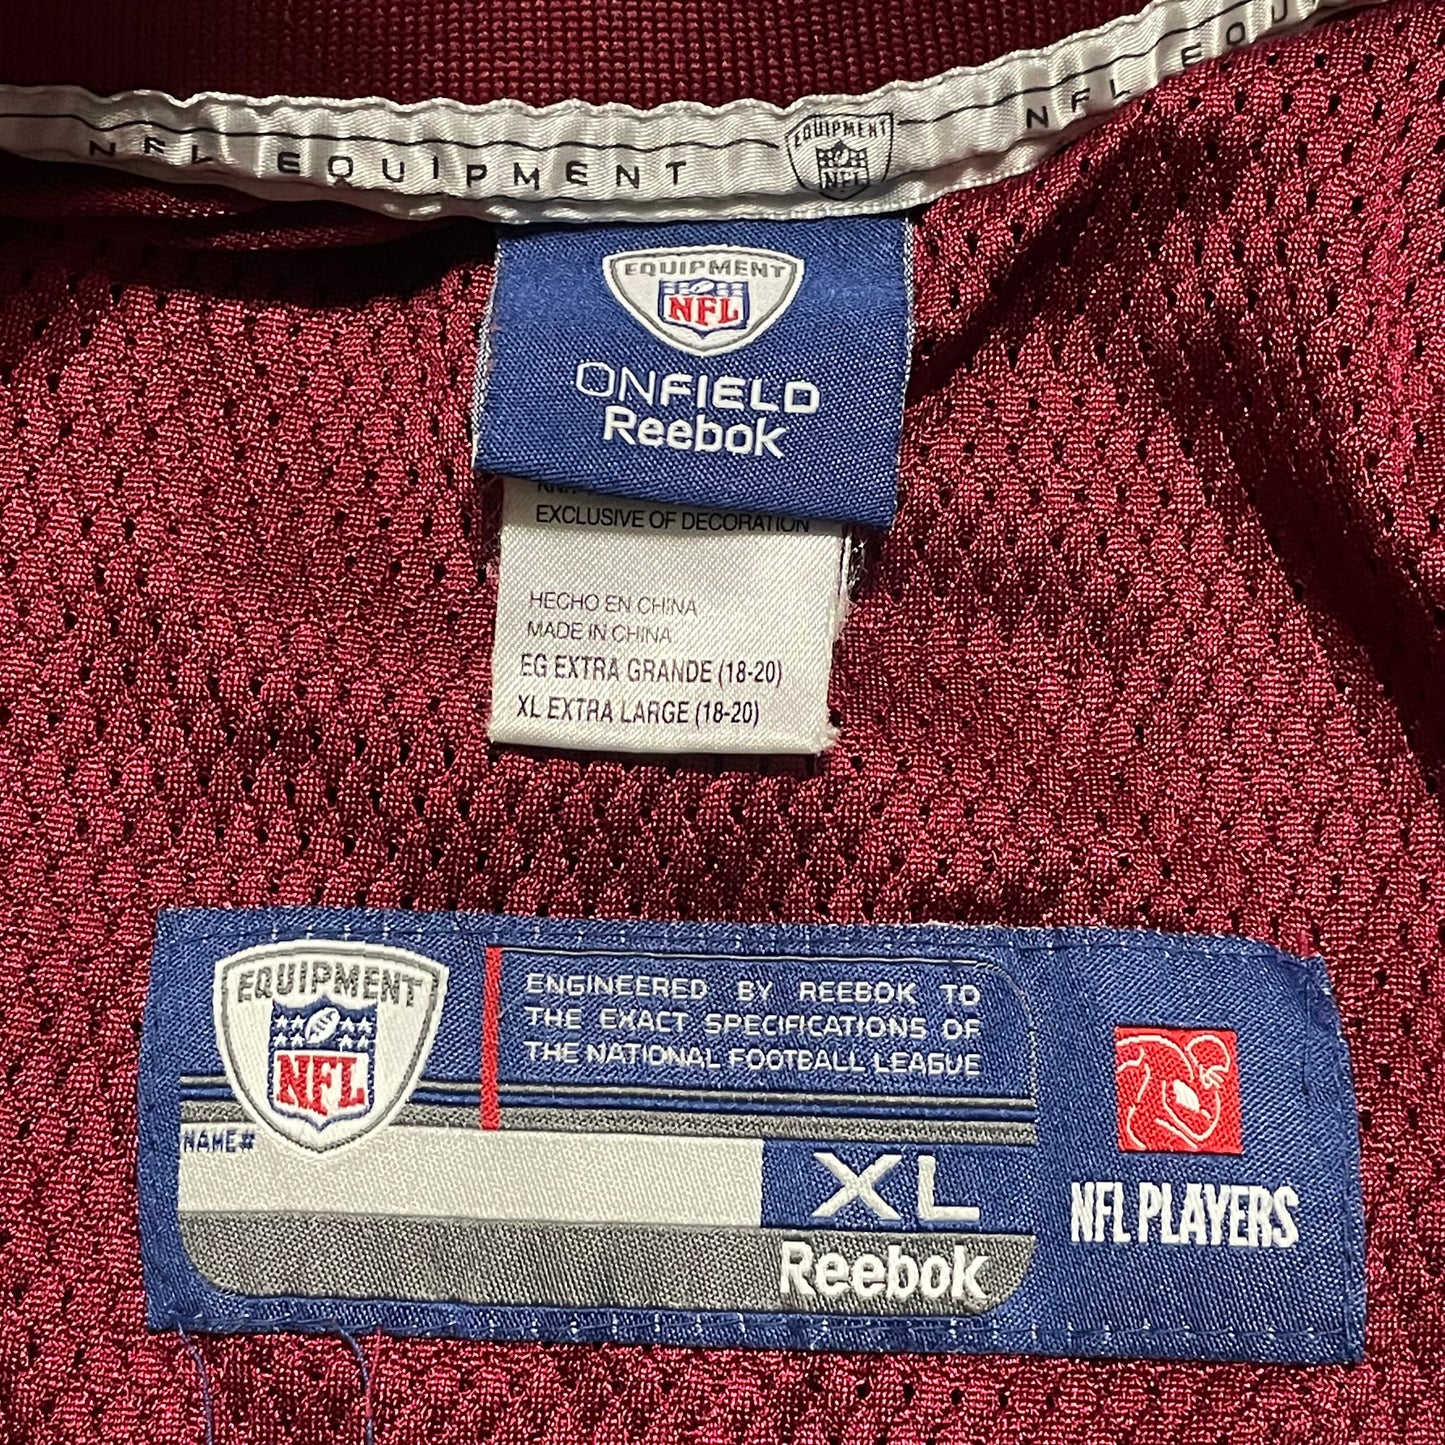 NFL EQUIPMENT
EQUIPMENT
NFL
NFL EQU
EQUIPMENT
NFL
ONFIELD
Reebok
EXCLUSIVE OF DECORATION
HECHO EN CHINA
MADE IN CHINA
EG EXTRA GRANDE (18-20)
XL EXTRA LARGE (18-20)
EQUIPMENT
NFL
ENGINEERED BY REEBOK TO
THE EXACT SPECIFICATIONS OF
THE NATIONAL FOOTBALL LEAGUE
NAME#
XL
Reebok
NFL PLAYERS